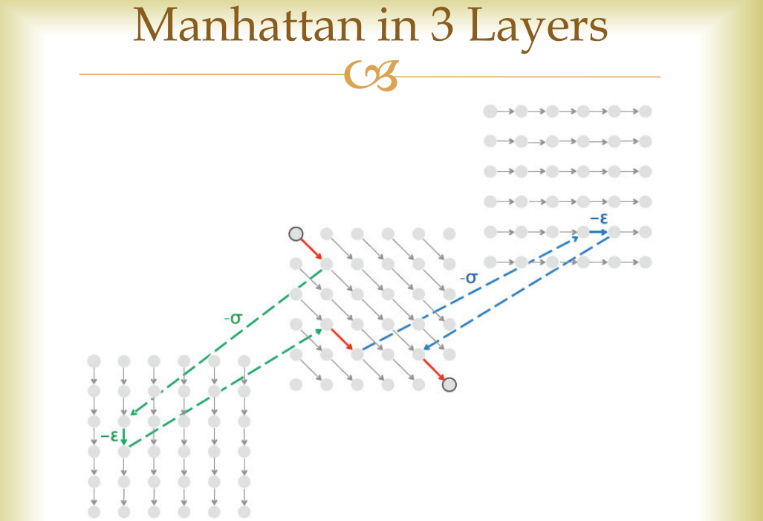 Manhattan in 3 Layers
-ε
-σ
-σ
-ε